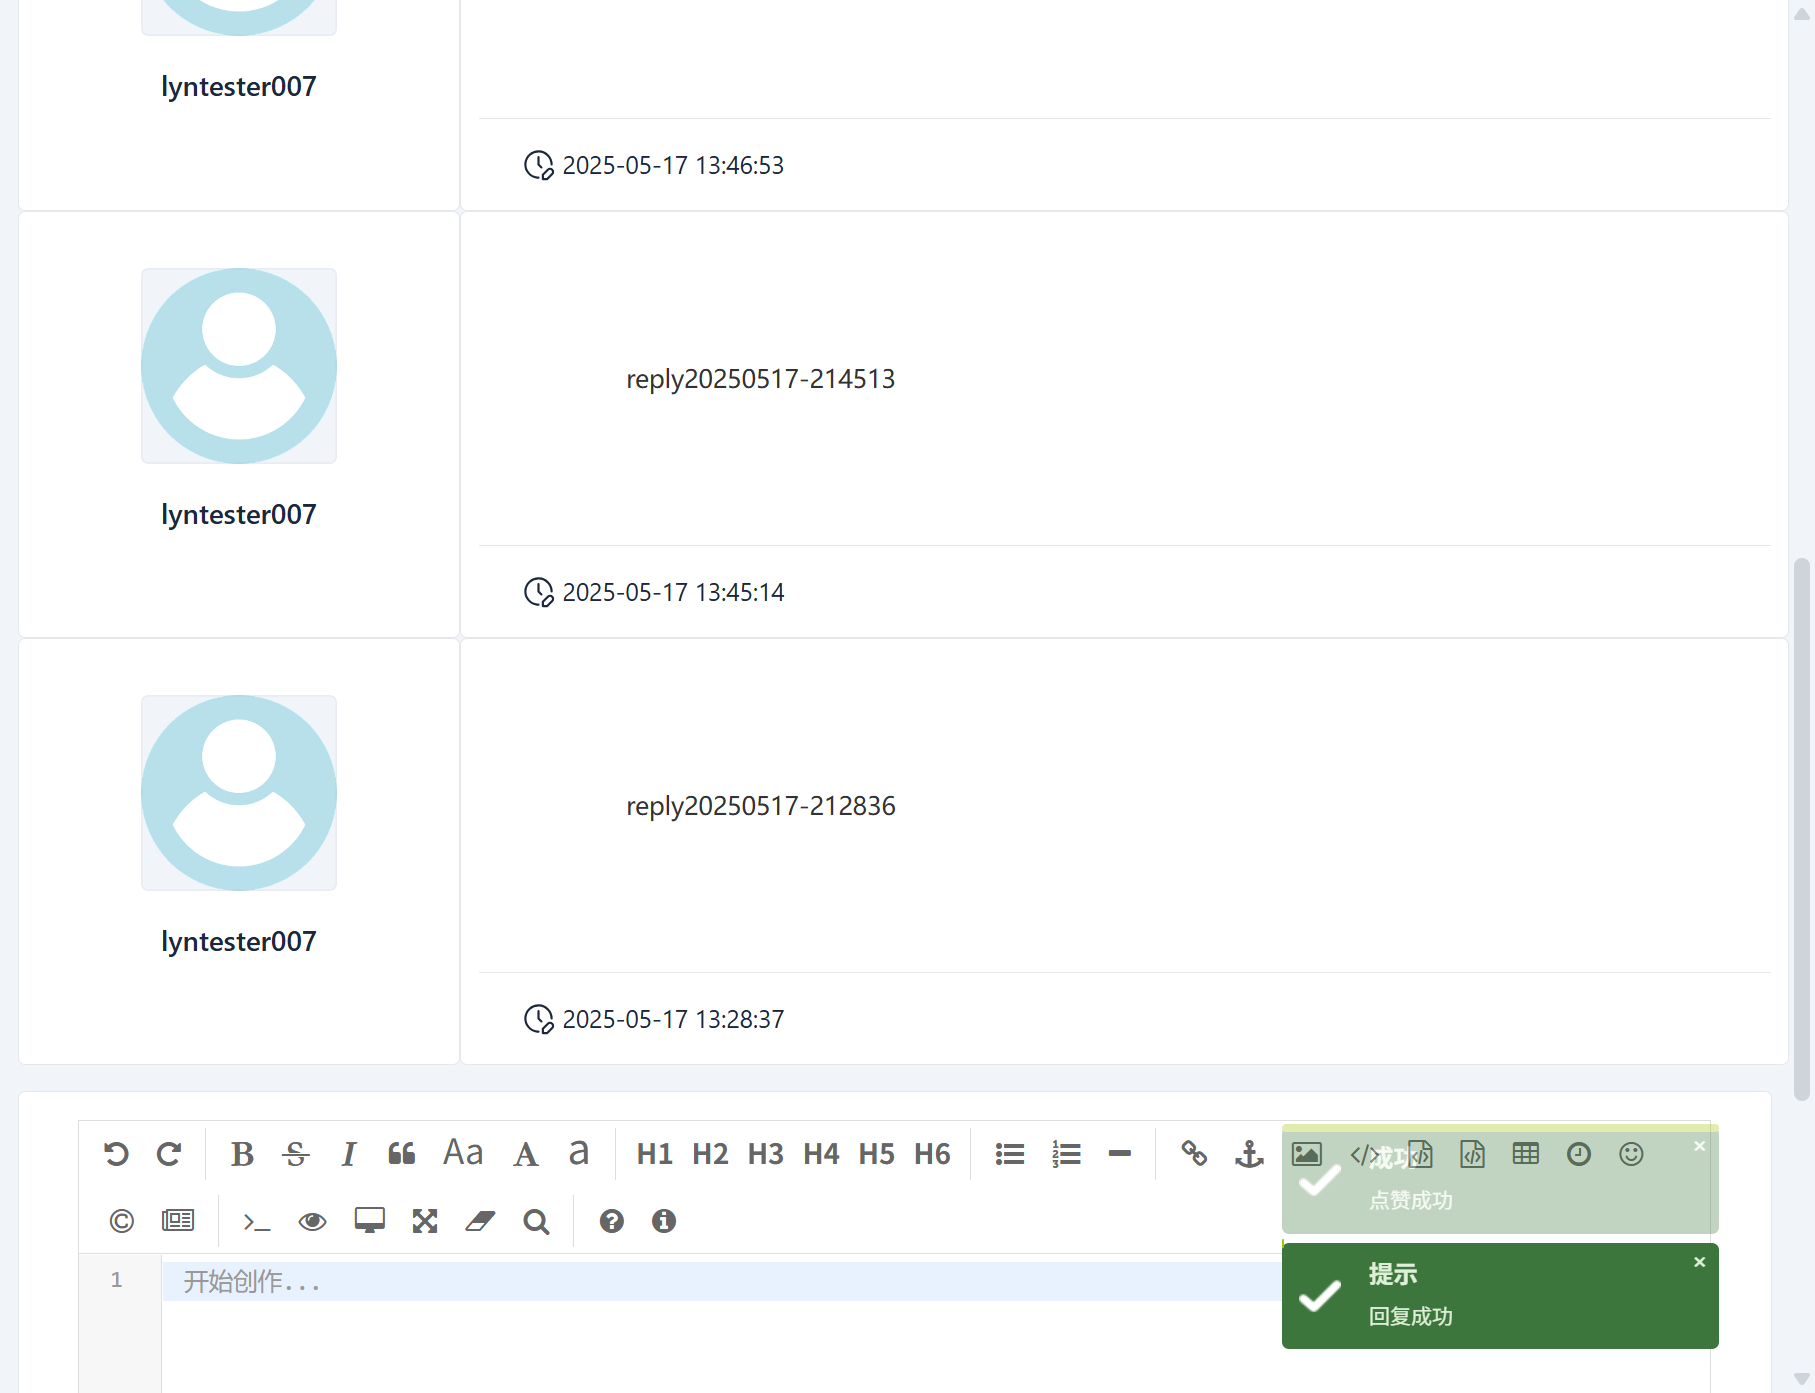 lyntester007
2025-05-17 13:46:53
reply20250517-214513
lyntester007
2025-05-17 13:45:14
reply20250517-212836
lyntester007
2025-05-17 13:28:37
B S I Aa A a H1 H2 H3 H4 H5 H6
成功
点赞成功
提示
回复成功
1 开始创作...